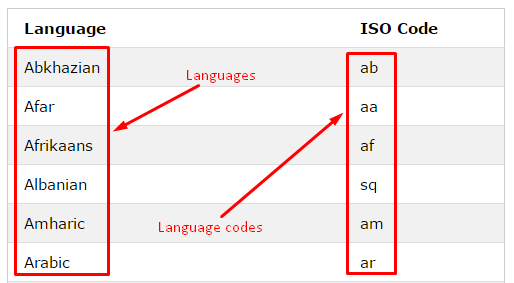 Language ISO Code
Abkhazian ab
Languages
Afar aa
Afrikaans af
Albanian sq
Amharic am
Language codes
Arabic ar